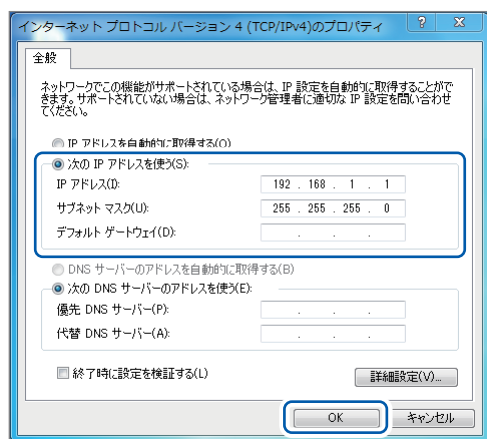 インターネット プロトコル バージョン 4 (TCP/IPv4)のプロパティ
全般
ネットワークでこの機能がサポートされている場合は、IP 設定を自動的に取得することがで
きます。サポートされていない場合は、ネットワーク管理者に適切な IP 設定を問い合わせ
てください。
IP アドレスを自動的に取得する(O)
次の IP アドレスを使う(S):
IP アドレス(I): 192 . 168 . 1 . 1
サブネット マスク(U): 255 . 255 . 255 . 0
デフォルト ゲートウェイ(D): . . .
DNS サーバーのアドレスを自動的に取得する(B)
次の DNS サーバーのアドレスを使う(E):
優先 DNS サーバー(P): . . .
代替 DNS サーバー(A): . . .
終了時に設定を検証する(L)
詳細設定(V)...
OK
キャンセル